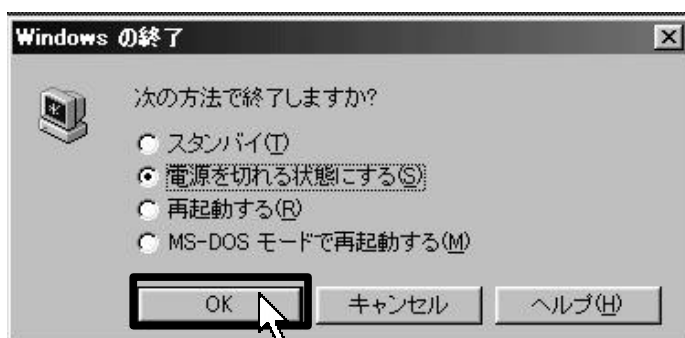 Windows の終了
次の方法で終了しますか?
スタンバイ(T)
電源を切れる状態にする(S)
再起動する(R)
MS-DOS モードで再起動する(M)
OK キャンセル ヘルプ(H)